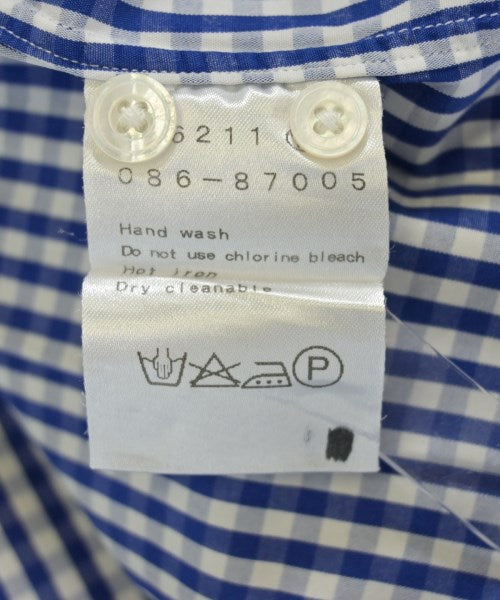 6211
086-87005
Hand wash
Do not use chlorine bleach
Hot iron
Dry cleanable
P